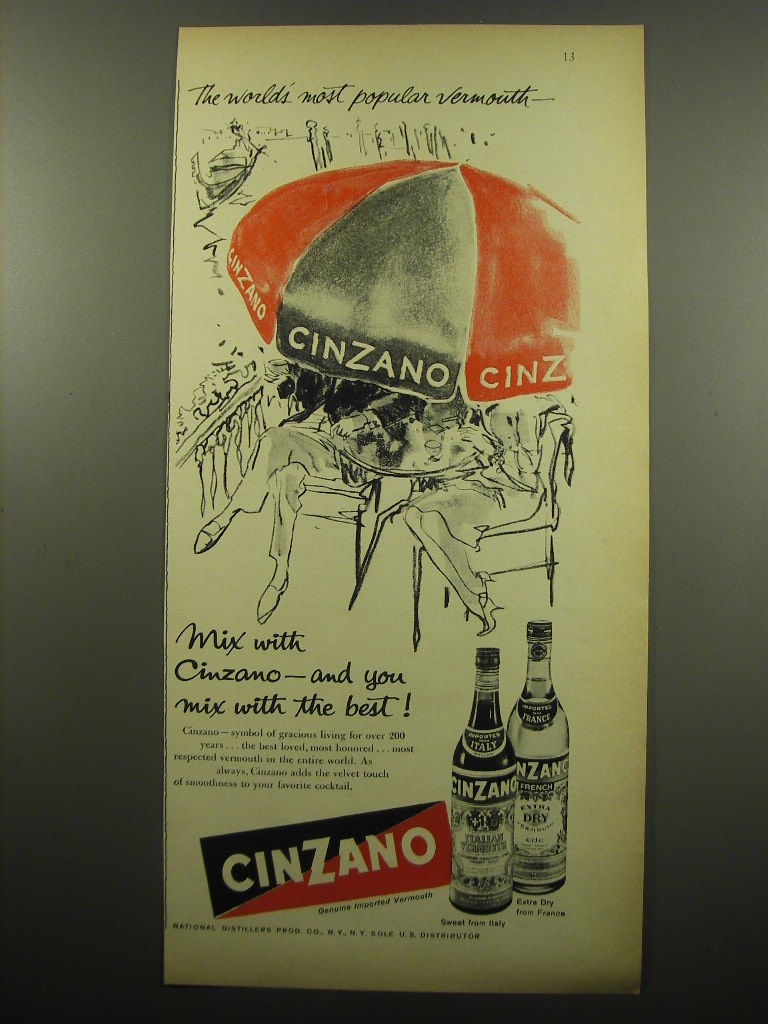 13
The world's most popular vermouth—
CINZANO
CINZANO
CINZ
Mix with
Cinzano—and you
mix with the best!
Cinzano—symbol of gracious living for over 200
years...the best loved, most honored...most
respected vermouth in the entire world. As
always, Cinzano adds the velvet touch
of smoothness to your favorite cocktail.
IMPORTED
FRANCE
IMPORTED
ITALY
CINZANO
ITALIAN
VERMOUTH
NZANO
FRENCH
EXTRA
DRY
VERMOUTH
CINZANO
Genuine Imported Vermouth
Sweet from Italy
Extra Dry
from France
NATIONAL DISTILLERS PROD. CO., N.Y., N.Y. SOLE U.S. DISTRIBUTOR